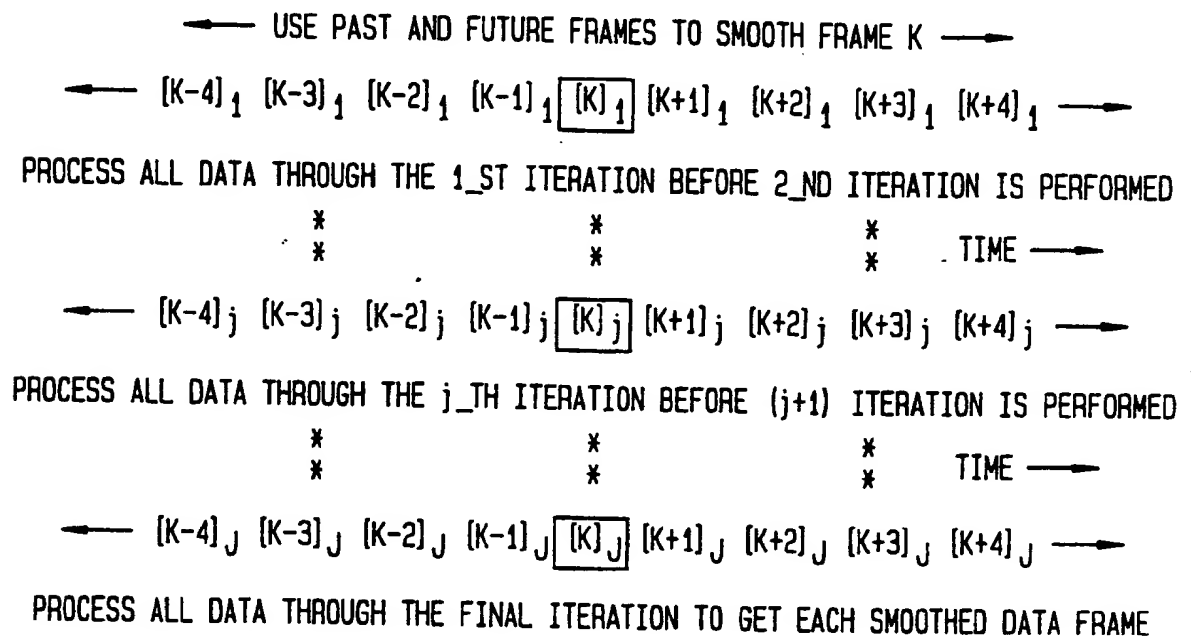 ← USE PAST AND FUTURE FRAMES TO SMOOTH FRAME K →
← [K-4]₁ [K-3]₁ [K-2]₁ [K-1]₁ [K]₁ [K+1]₁ [K+2]₁ [K+3]₁ [K+4]₁ →
PROCESS ALL DATA THROUGH THE 1_ST ITERATION BEFORE 2_ND ITERATION IS PERFORMED
* * *
* * * TIME →
← [K-4]j [K-3]j [K-2]j [K-1]j [K]j [K+1]j [K+2]j [K+3]j [K+4]j →
PROCESS ALL DATA THROUGH THE j_TH ITERATION BEFORE (j+1) ITERATION IS PERFORMED
* * *
* * * TIME →
← [K-4]J [K-3]J [K-2]J [K-1]J [K]J [K+1]J [K+2]J [K+3]J [K+4]J →
PROCESS ALL DATA THROUGH THE FINAL ITERATION TO GET EACH SMOOTHED DATA FRAME